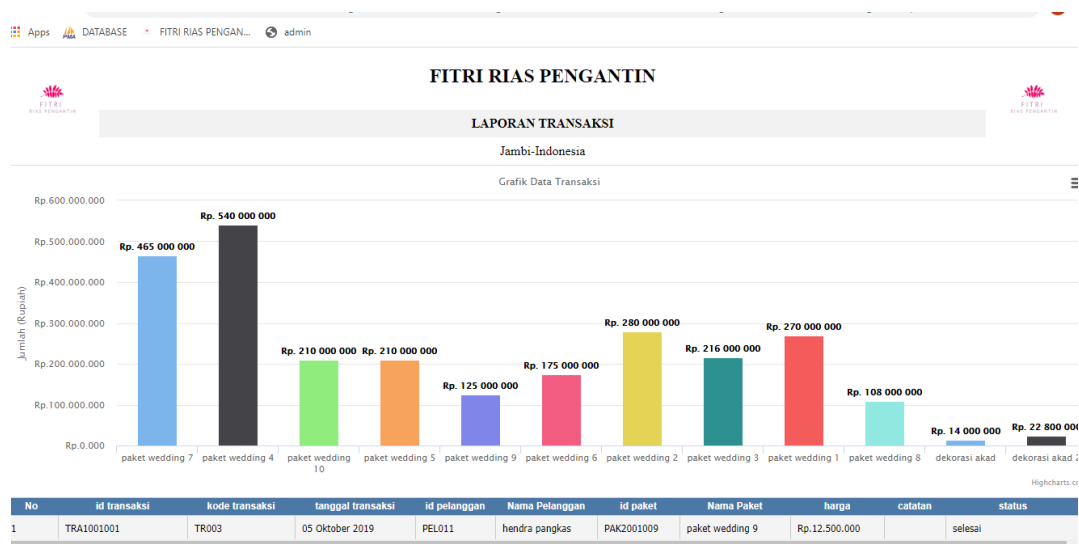 Apps DATABASE FITRI RIAS PENGAN... admin
FITRI RIAS PENGANTIN
FITRI
RIAS PENGANTIN
FITRI
RIAS PENGANTIN
LAPORAN TRANSAKSI
Jambi-Indonesia
Grafik Data Transaksi
Jumlah (Rupiah)
Rp.600.000.000
Rp.500.000.000
Rp.400.000.000
Rp.300.000.000
Rp.200.000.000
Rp.100.000.000
Rp.0.000
Rp. 465 000 000
Rp. 540 000 000
Rp. 210 000 000
Rp. 210 000 000
Rp. 125 000 000
Rp. 175 000 000
Rp. 280 000 000
Rp. 216 000 000
Rp. 270 000 000
Rp. 108 000 000
Rp. 14 000 000
Rp. 22 800 000
paket wedding 7
paket wedding 4
paket wedding
10
paket wedding 5
paket wedding 9
paket wedding 6
paket wedding 2
paket wedding 3
paket wedding 1
paket wedding 8
dekorasi akad
dekorasi akad 2
Highcharts.co
No id transaksi kode transaksi tanggal transaksi id pelanggan Nama Pelanggan id paket Nama Paket harga catatan status
1 TRA1001001 TR003 05 Oktober 2019 PEL011 hendra pangkas PAK2001009 paket wedding 9 Rp.12.500.000 selesai